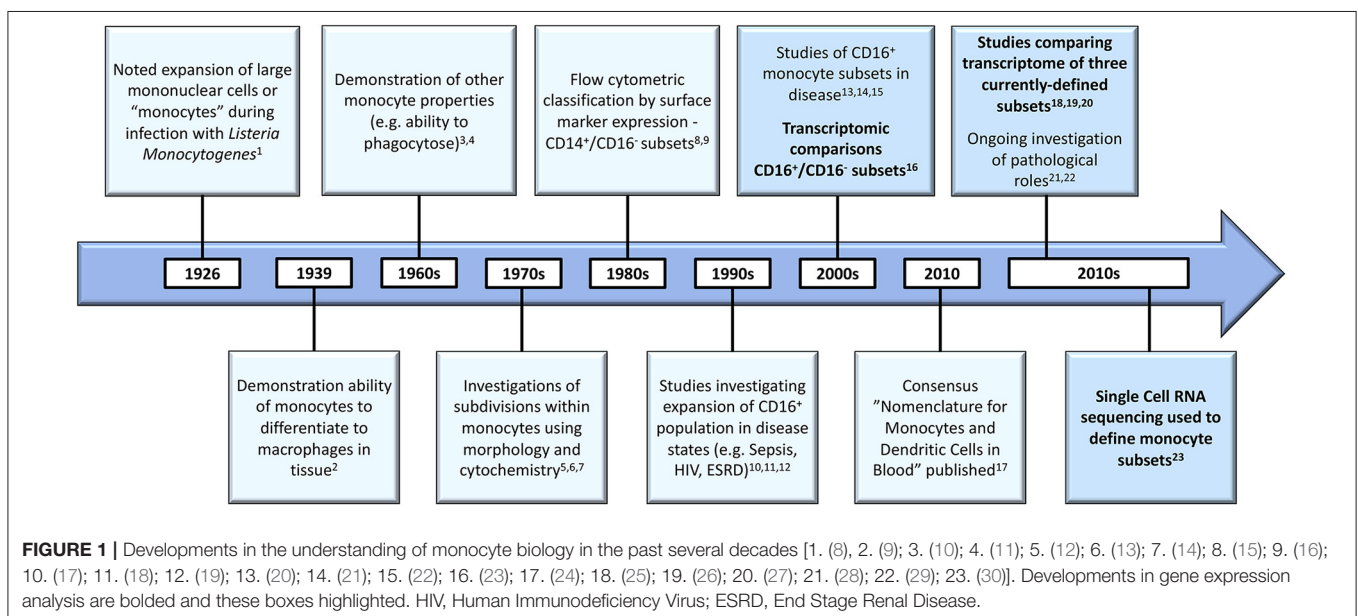 Noted expansion of large
mononuclear cells or
“monocytes” during
infection with Listeria
Monocytogenes¹
Demonstration of other
monocyte properties
(e.g. ability to
phagocytose)³,⁴
Flow cytometric
classification by surface
marker expression -
CD14⁺/CD16⁻ subsets⁸,⁹
Studies of CD16⁺
monocyte subsets in
disease¹³,¹⁴,¹⁵
Transcriptomic
comparisons
CD16⁺/CD16⁻ subsets¹⁶
Studies comparing
transcriptome of three
currently-defined
subsets¹⁸,¹⁹,²⁰
Ongoing investigation
of pathological
roles²¹,²²
1926
1939
1960s
1970s
1980s
1990s
2000s
2010
2010s
Demonstration ability
of monocytes to
differentiate to
macrophages in
tissue²
Investigations of
subdivisions within
monocytes using
morphology and
cytochemistry⁵,⁶,⁷
Studies investigating
expansion of CD16⁺
population in disease
states (e.g. Sepsis,
HIV, ESRD)¹⁰,¹¹,¹²
Consensus
”Nomenclature for
Monocytes and
Dendritic Cells in
Blood” published¹⁷
Single Cell RNA
sequencing used to
define monocyte
subsets²³
FIGURE 1 | Developments in the understanding of monocyte biology in the past several decades [1. (8), 2. (9); 3. (10); 4. (11); 5. (12); 6. (13); 7. (14); 8. (15); 9. (16);
10. (17); 11. (18); 12. (19); 13. (20); 14. (21); 15. (22); 16. (23); 17. (24); 18. (25); 19. (26); 20. (27); 21. (28); 22. (29); 23. (30)]. Developments in gene expression
analysis are bolded and these boxes highlighted. HIV, Human Immunodeficiency Virus; ESRD, End Stage Renal Disease.